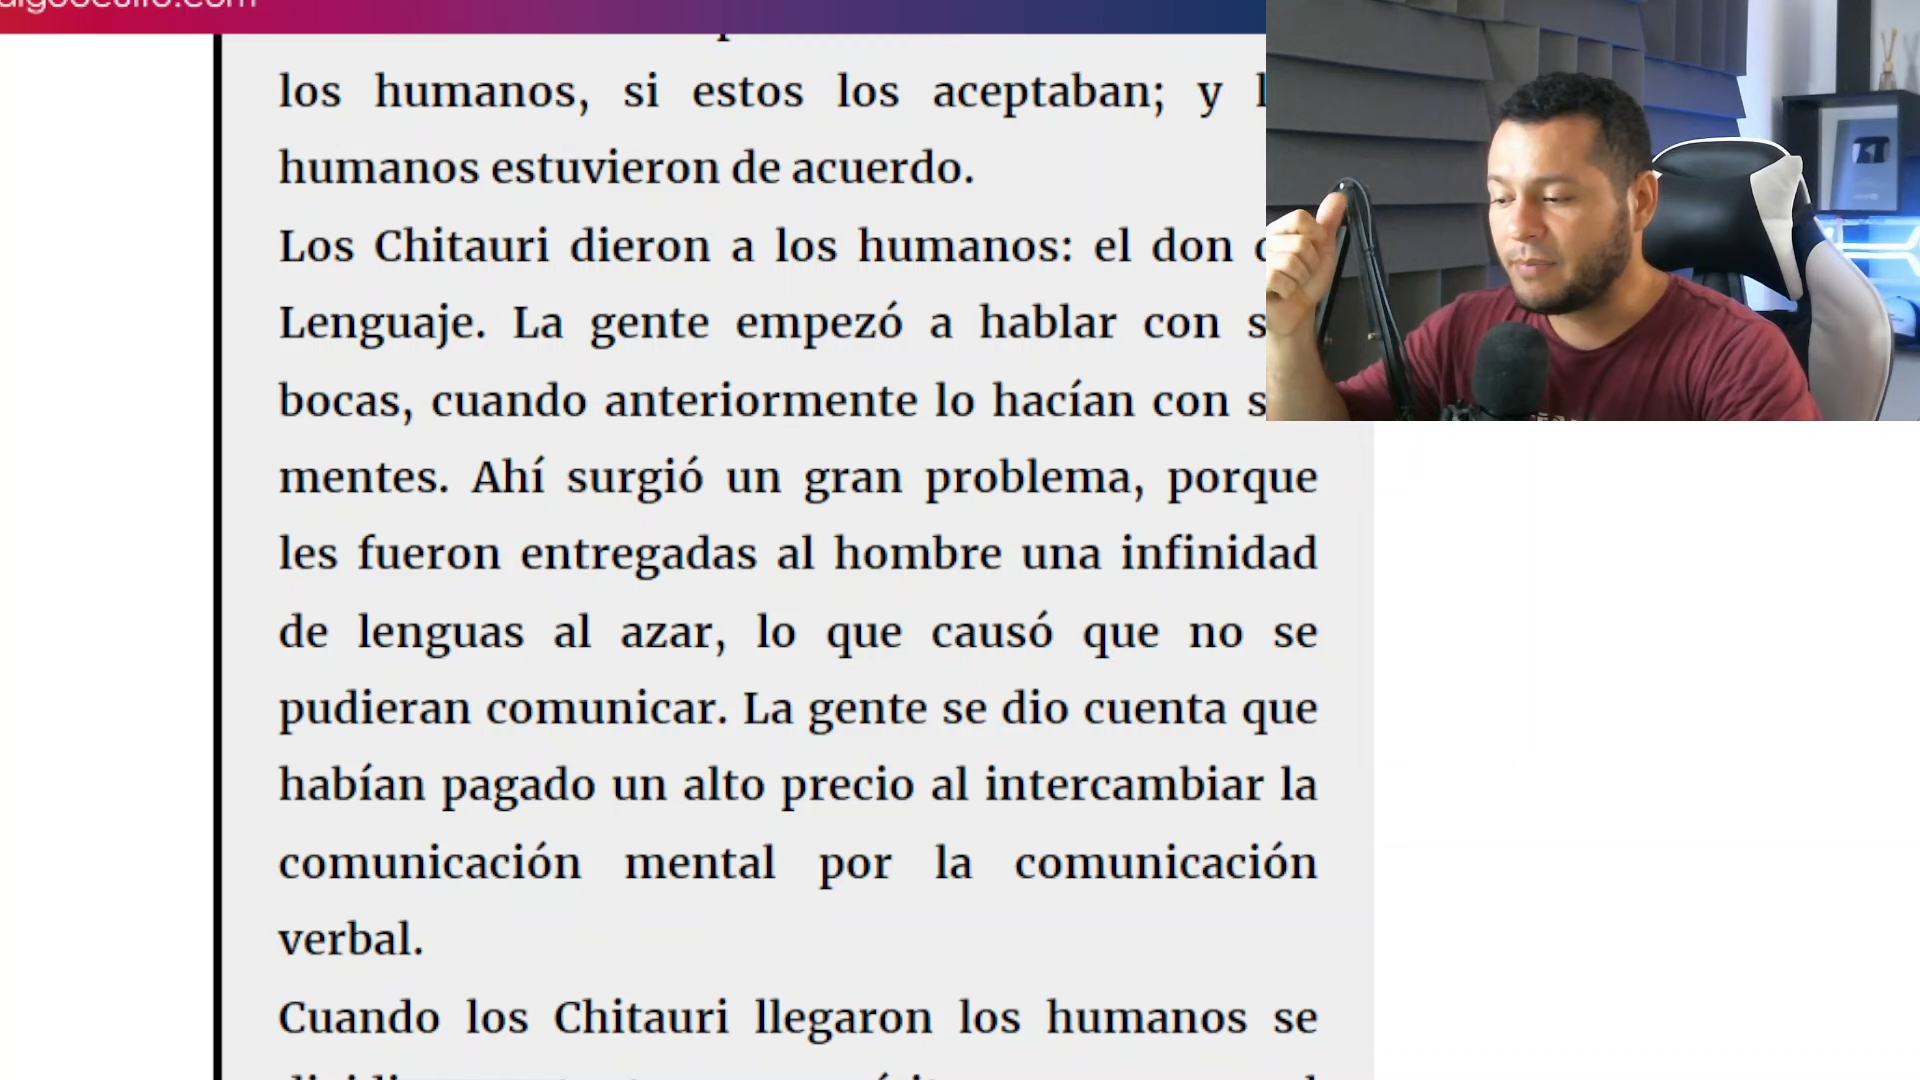 los humanos, si estos los aceptaban; y
humanos estuvieron de acuerdo.
Los Chitauri dieron a los humanos: el don
Lenguaje. La gente empezó a hablar con
bocas, cuando anteriormente lo hacían con
mentes. Ahí surgió un gran problema, porque
les fueron entregadas al hombre una infinidad
de lenguas al azar, lo que causó que no se
pudieran comunicar. La gente se dio cuenta que
habían pagado un alto precio al intercambiar la
comunicación mental por la comunicación
verbal.
Cuando los Chitauri llegaron los humanos se